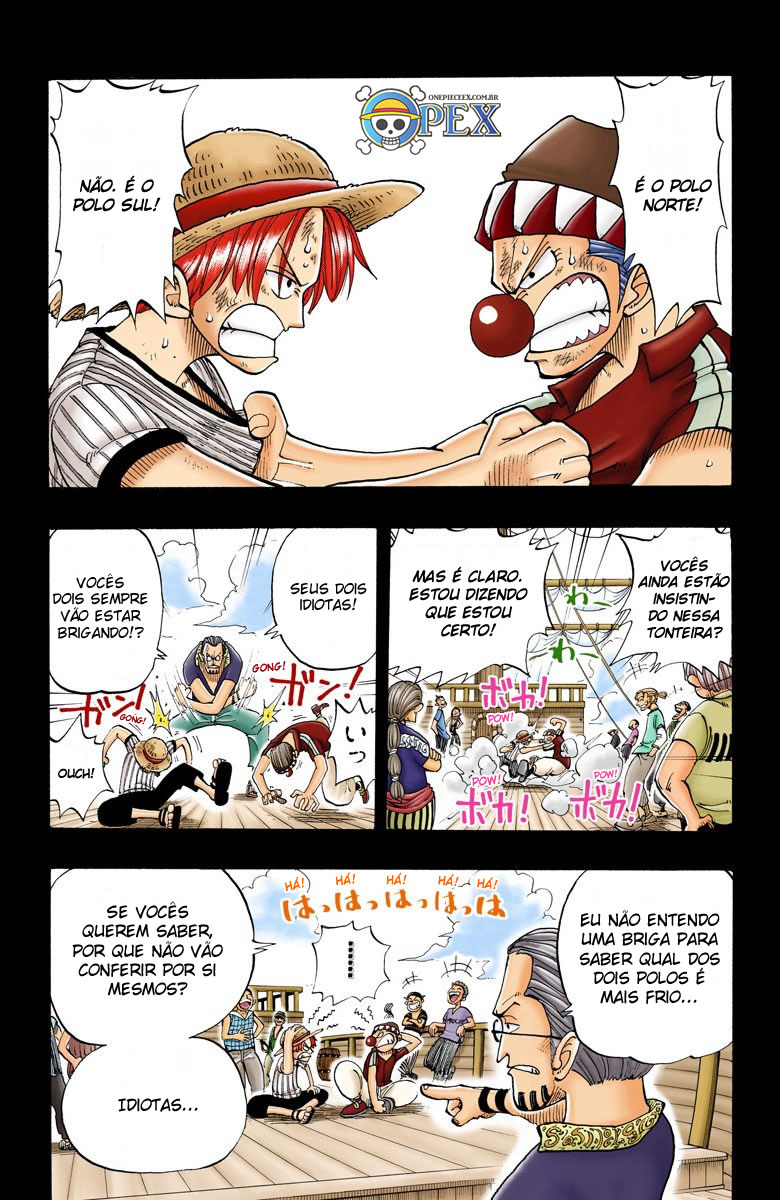 ONEPIECEEX.COM.BR
OPEX
É O POLO
NORTE!
NÃO. É O
POLO SUL!
VOCÊS
AINDA ESTÃO
INSISTIN-
DO NESSA
TONTEIRA?
MAS É CLARO.
ESTOU DIZENDO
QUE ESTOU
CERTO!
わー
わー
ボカ!
POW!
POW!
ボカ!
POW!
ボカ!
SEUS DOIS
IDIOTAS!
VOCÊS
DOIS SEMPRE
VÃO ESTAR
BRIGANDO!?
GONG!
ガン!
GONG!
ガン!
いっ
OUCH!
EU NÃO ENTENDO
UMA BRIGA PARA
SABER QUAL DOS
DOIS POLOS É
MAIS FRIO...
HÁ! HÁ! HÁ! HÁ! HÁ!
はっはっはっはっは
........
SE VOCÊS
QUEREM SABER,
POR QUE NÃO VÃO
CONFERIR POR SI
MESMOS?
IDIOTAS...